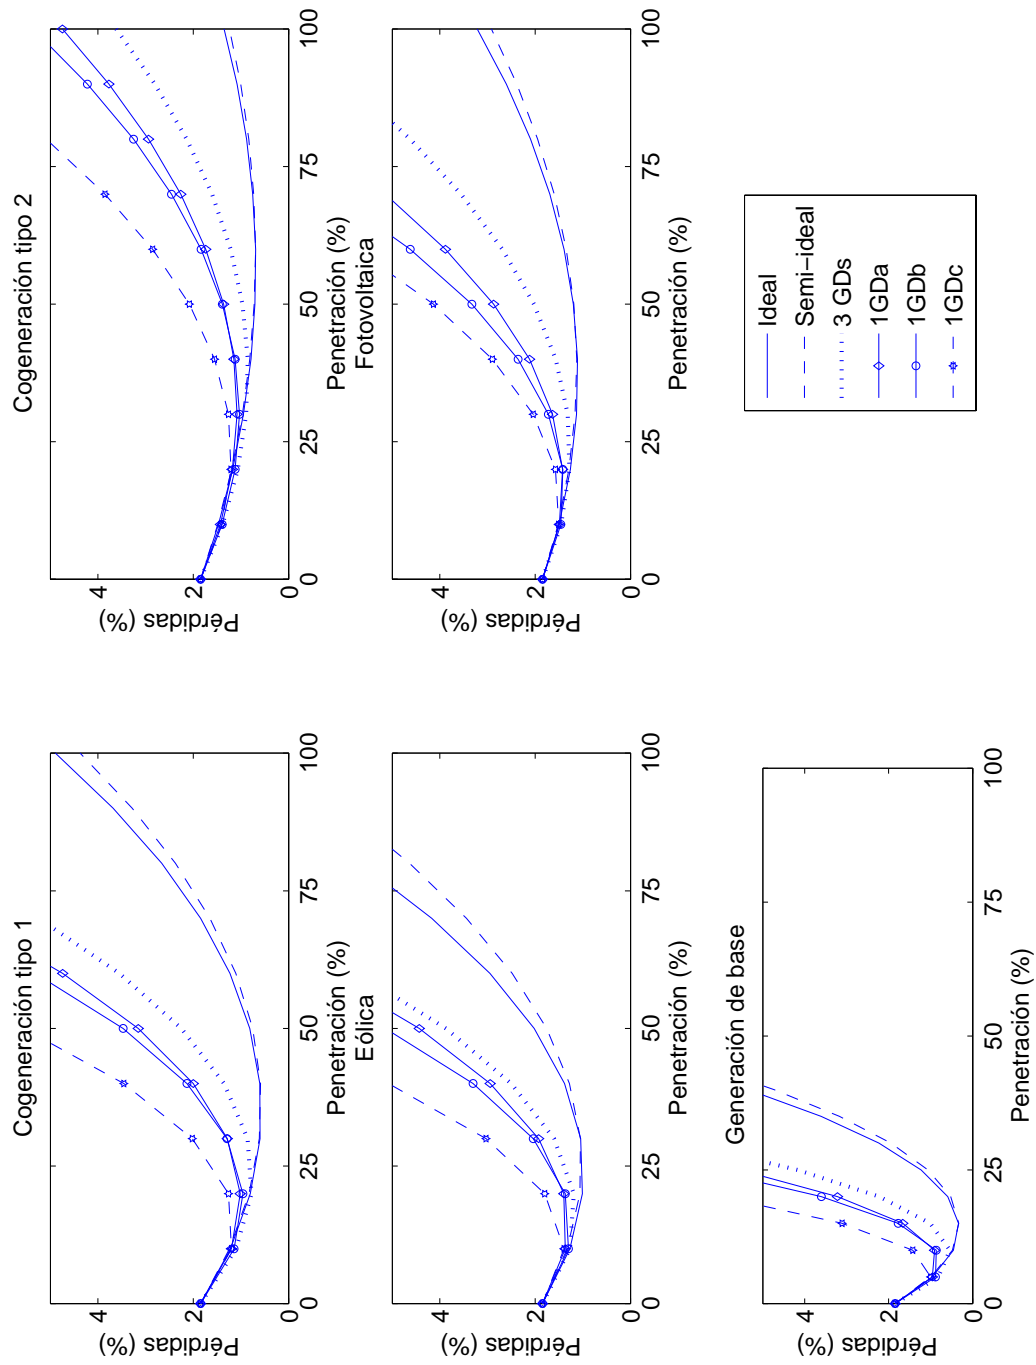 Cogeneración tipo 1
Pérdidas (%)
0
2
4
0
25
50
75
100
Penetración (%)
Cogeneración tipo 2
Pérdidas (%)
0
2
4
0
25
50
75
100
Penetración (%)
Eólica
Pérdidas (%)
0
2
4
0
25
50
75
100
Penetración (%)
Fotovoltaica
Pérdidas (%)
0
2
4
0
25
50
75
100
Penetración (%)
Generación de base
Pérdidas (%)
0
2
4
0
25
50
75
100
Penetración (%)
Ideal
Semi−ideal
3 GDs
1GDa
1GDb
1GDc